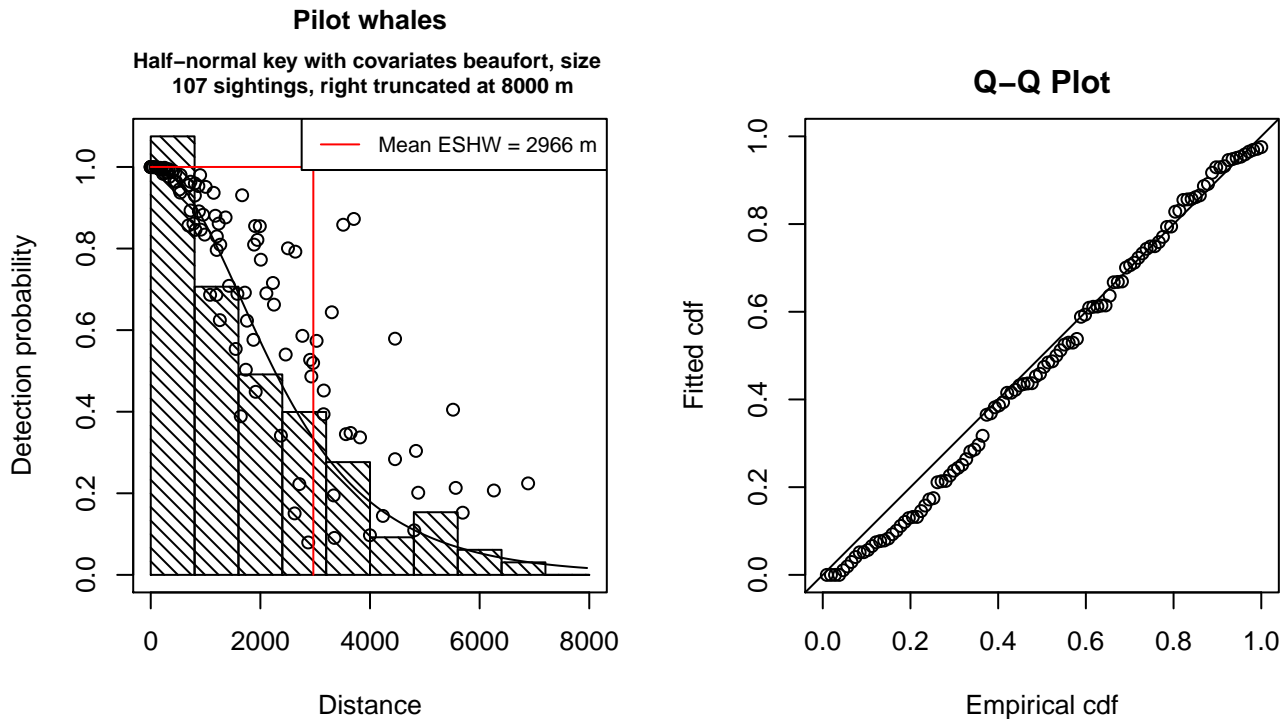 Pilot whales
Half−normal key with covariates beaufort, size
107 sightings, right truncated at 8000 m
Mean ESHW = 2966 m
Detection probability
1.0
0.8
0.6
0.4
0.2
0.0
0 2000 4000 6000 8000
Distance
Q−Q Plot
Fitted cdf
1.0
0.8
0.6
0.4
0.2
0.0
0.0 0.2 0.4 0.6 0.8 1.0
Empirical cdf